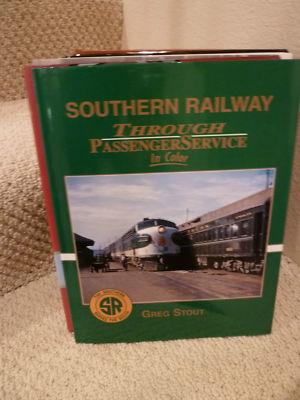 SOUTHERN RAILWAY
THROUGH
PASSENGER SERVICE
In Color
SR
GREG STOUT